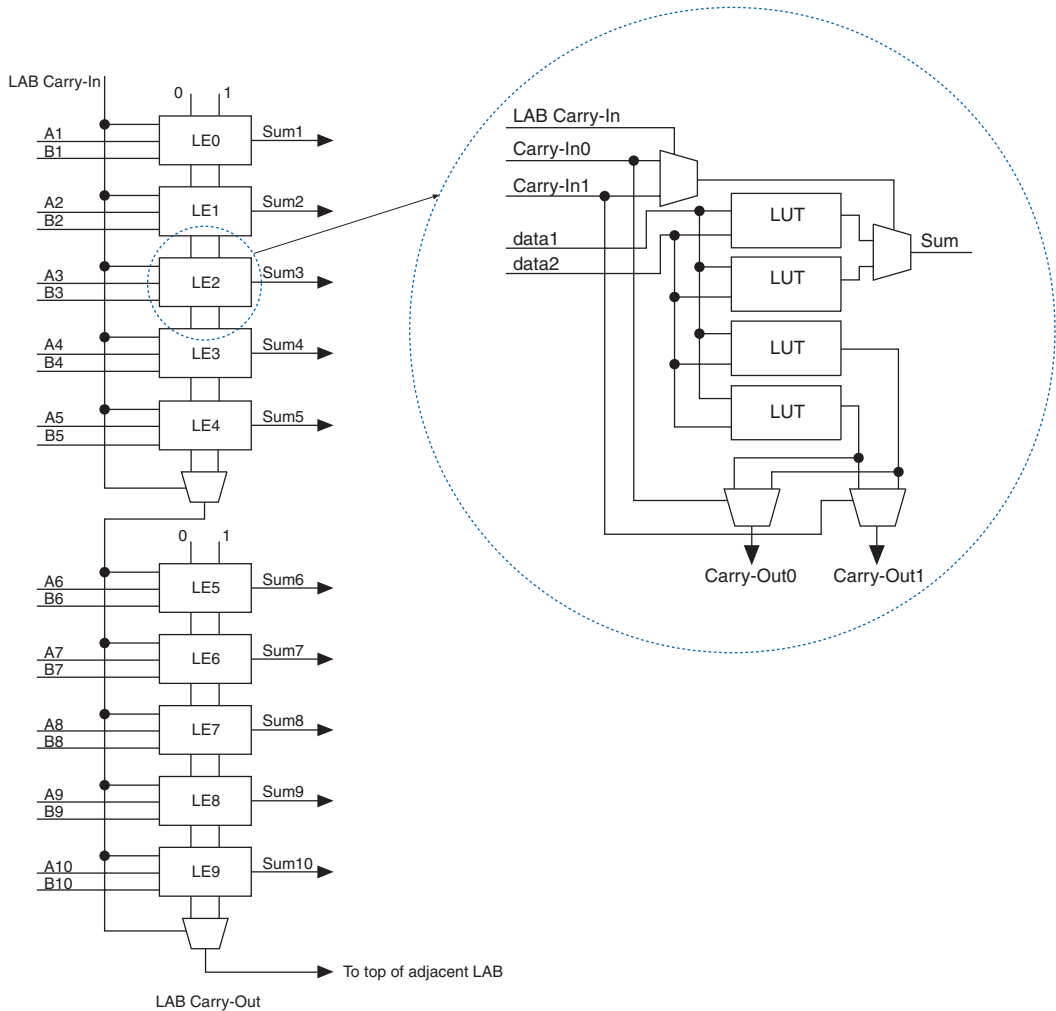 LAB Carry-In
0 1
LE0
A1
B1
Sum1
LE1
A2
B2
Sum2
LE2
A3
B3
Sum3
LE3
A4
B4
Sum4
LE4
A5
B5
Sum5
0 1
LE5
A6
B6
Sum6
LE6
A7
B7
Sum7
LE7
A8
B8
Sum8
LE8
A9
B9
Sum9
LE9
A10
B10
Sum10
To top of adjacent LAB
LAB Carry-Out
LAB Carry-In
Carry-In0
Carry-In1
data1
data2
LUT
LUT
LUT
LUT
Sum
Carry-Out0
Carry-Out1